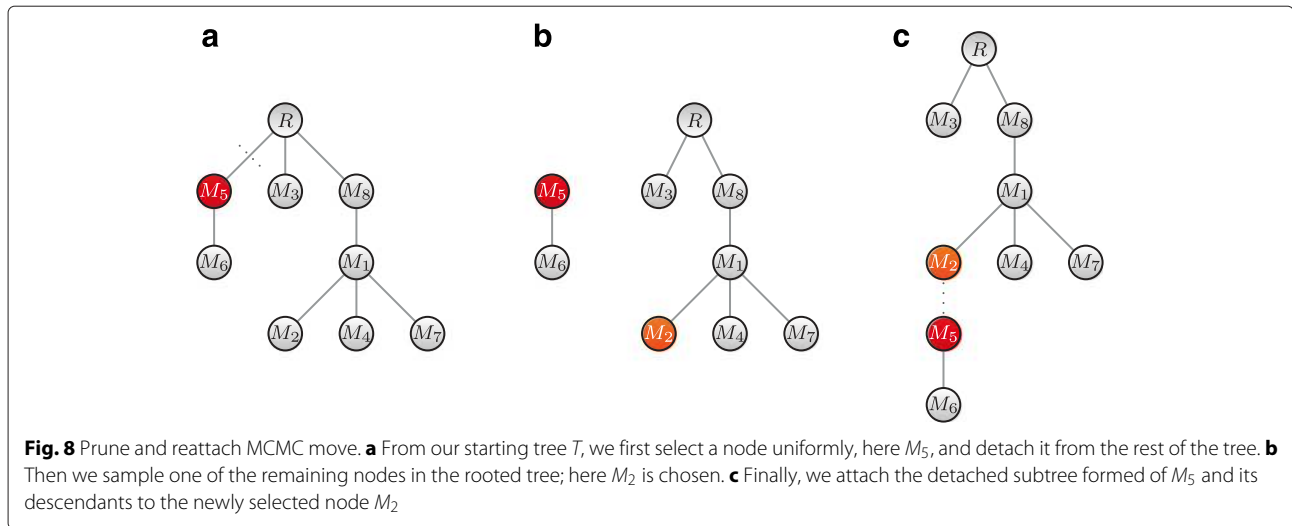 a
b
c
R
M5
M3
M8
M6
M1
M2
M4
M7
R
M5
M3
M8
M6
M1
M2
M4
M7
R
M3
M8
M1
M2
M4
M7
M5
M6
Fig. 8 Prune and reattach MCMC move. a From our starting tree T, we first select a node uniformly, here M5, and detach it from the rest of the tree. b
Then we sample one of the remaining nodes in the rooted tree; here M2 is chosen. c Finally, we attach the detached subtree formed of M5 and its
descendants to the newly selected node M2